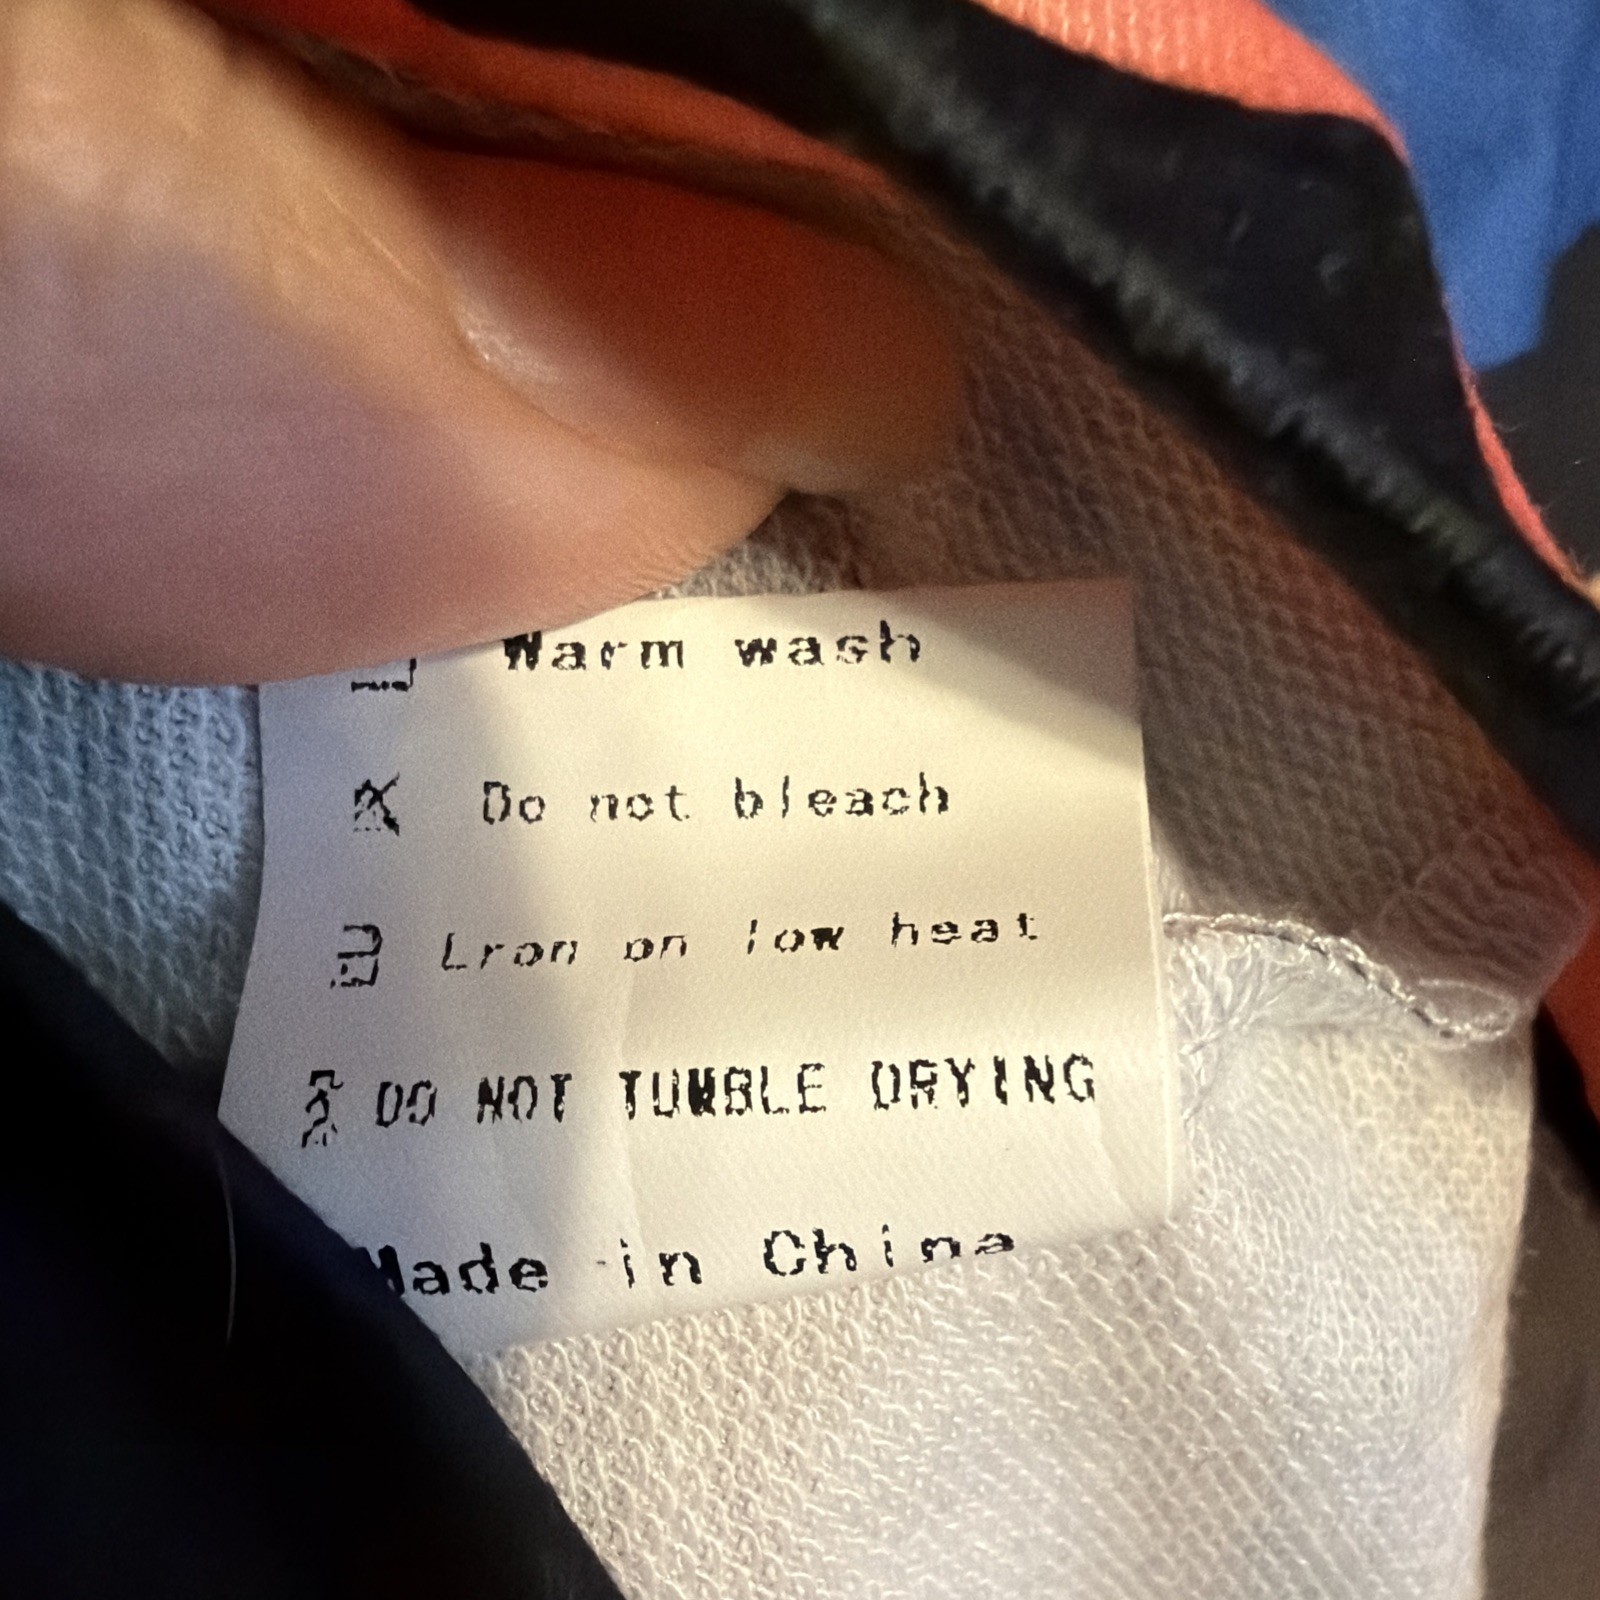 Warm wash
Do not bleach
Lron on low heat
DO NOT TUMBLE DRYING
Made in China